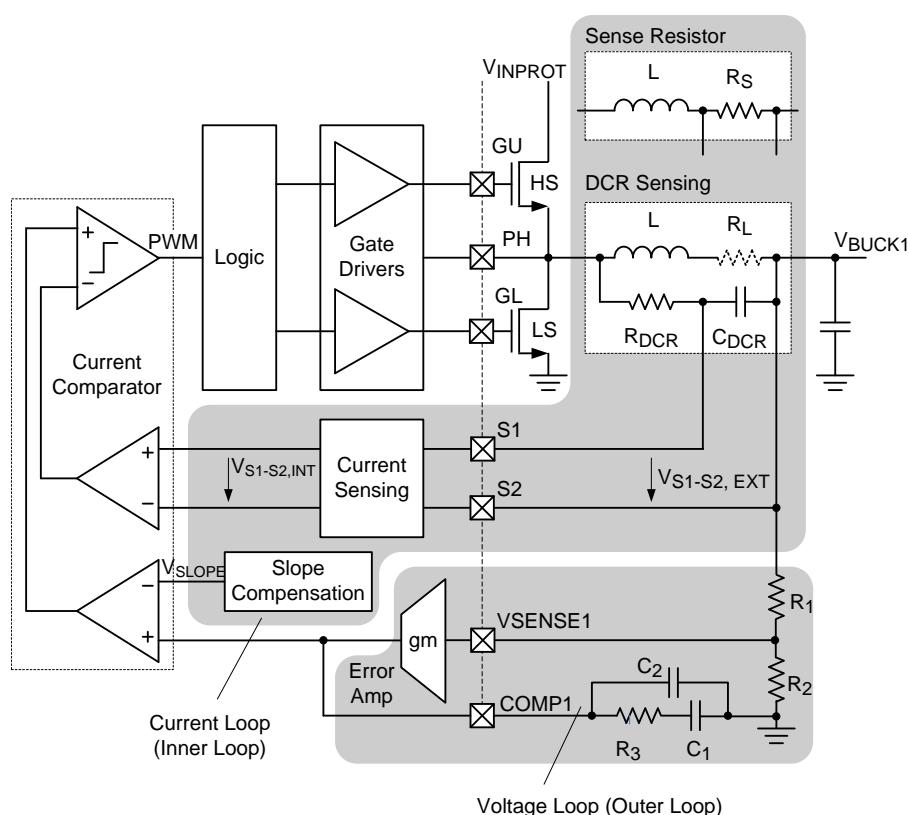 Sense Resistor
L
RS
VINPROT
GU
HS
DCR Sensing
L
RL
VBUCK1
PWM
Logic
Gate
Drivers
PH
GL
LS
RDCR
CDCR
+
−
Current
Comparator
+
−
VS1-S2,INT
Current
Sensing
S1
S2
VS1-S2, EXT
−
+
VSLOPE
Slope
Compensation
gm
Error
Amp
VSENSE1
COMP1
R1
R2
C2
R3
C1
Current Loop
(Inner Loop)
Voltage Loop (Outer Loop)